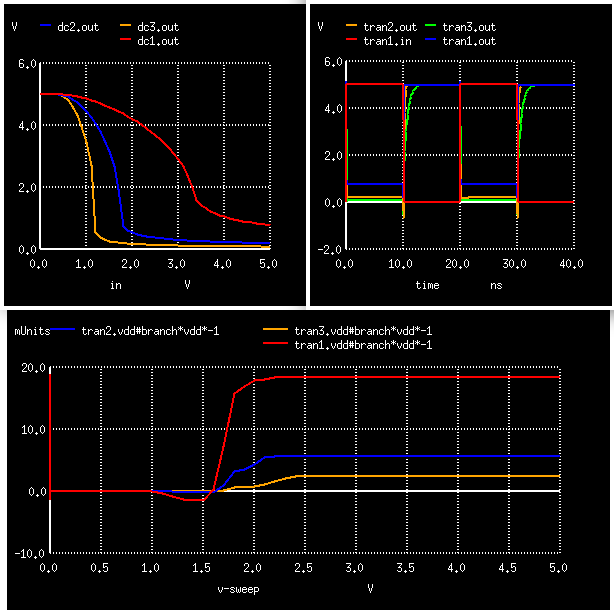 V dc2.out dc3.out
dc1.out
6.0
4.0
2.0
0.0
0.0 1.0 2.0 3.0 4.0 5.0
in V
V tran2.out tran3.out
tran1.in tran1.out
6.0
4.0
2.0
0.0
-2.0
0.0 10.0 20.0 30.0 40.0
time ns
mUnits tran2.vdd#branch*vdd*-1 tran3.vdd#branch*vdd*-1
tran1.vdd#branch*vdd*-1
20.0
10.0
0.0
-10.0
0.0 0.5 1.0 1.5 2.0 2.5 3.0 3.5 4.0 4.5 5.0
v-sweep V